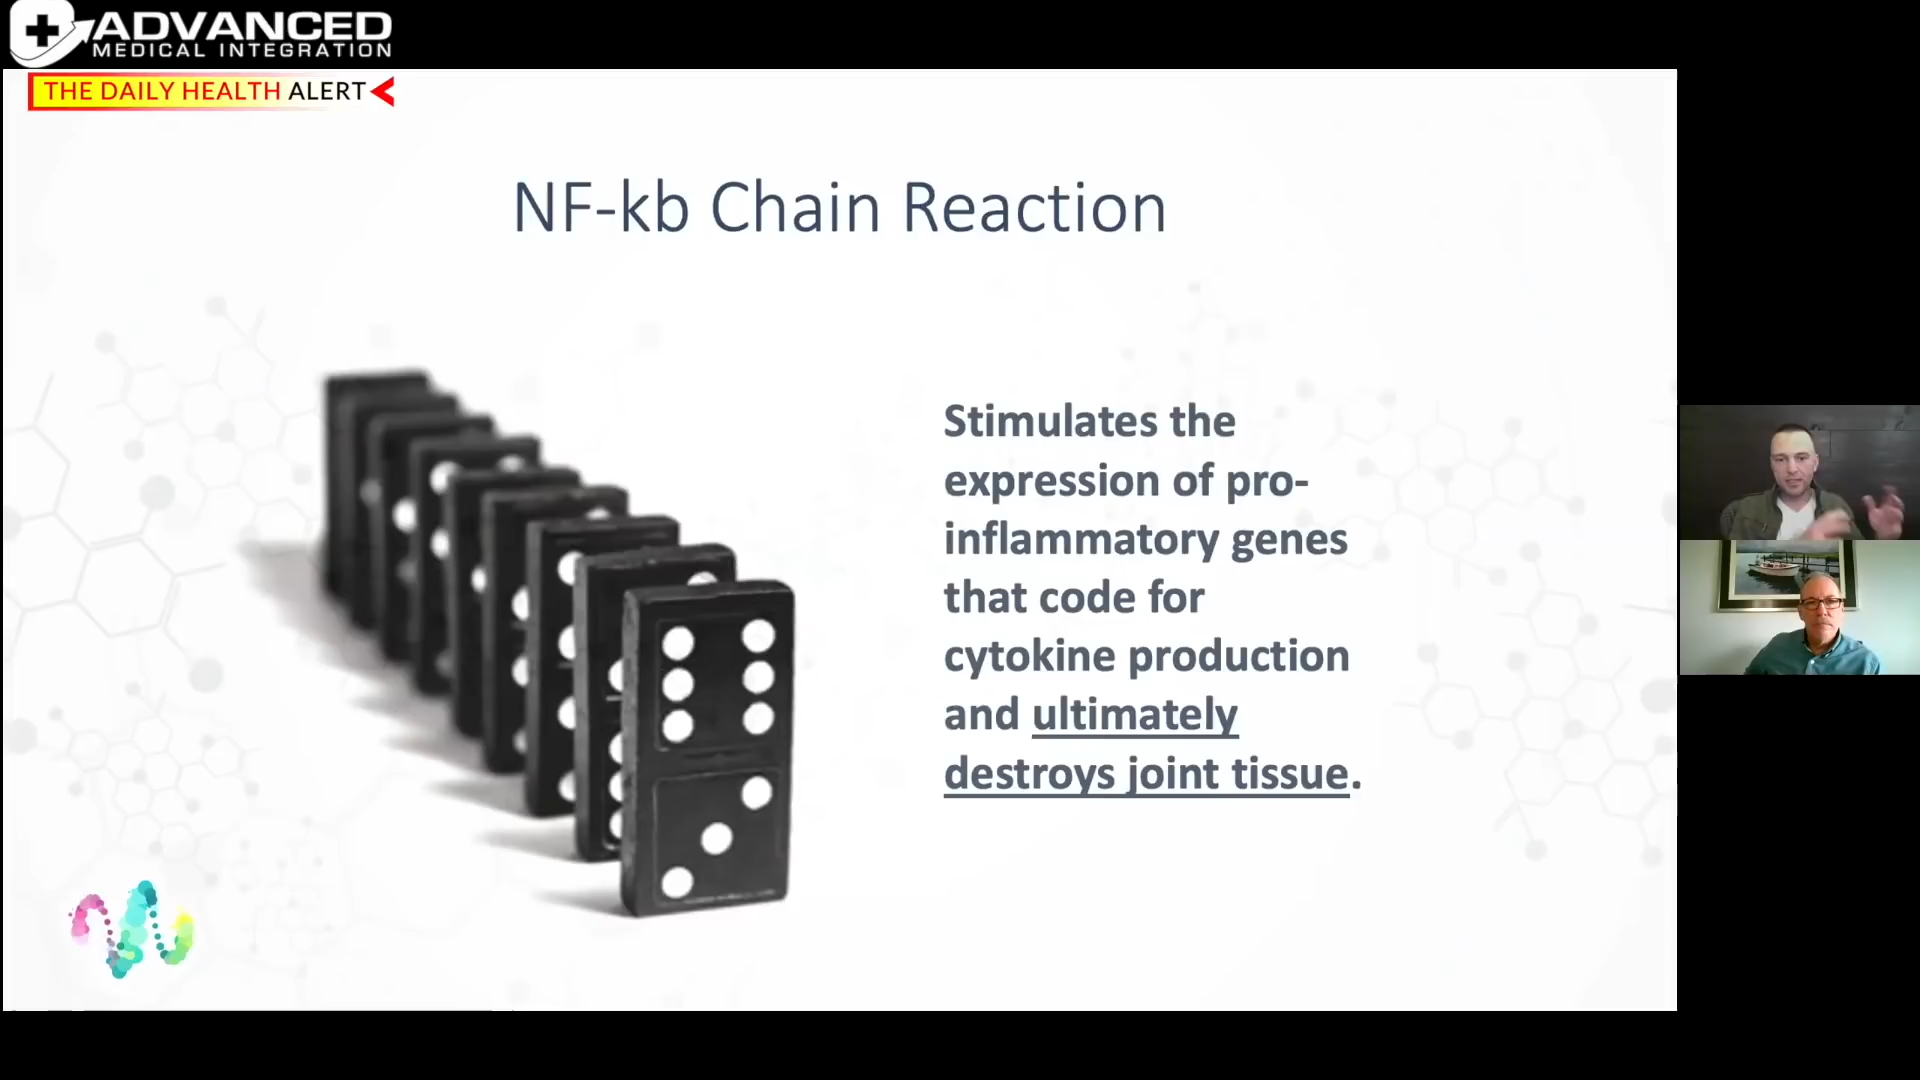 ADVANCED
MEDICAL INTEGRATION
THE DAILY HEALTH ALERT
NF-kb Chain Reaction
Stimulates the
expression of pro-
inflammatory genes
that code for
cytokine production
and ultimately
destroys joint tissue.